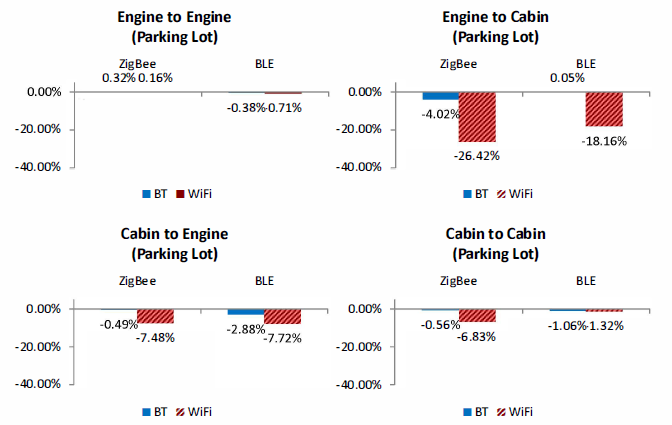 Engine to Engine
(Parking Lot)
ZigBee BLE
0.32% 0.16%
0.00%
-0.38% -0.71%
-20.00%
-40.00%
BT WiFi
Engine to Cabin
(Parking Lot)
ZigBee BLE
0.05%
0.00%
-4.02%
-20.00%
-18.16%
-26.42%
-40.00%
BT WiFi
Cabin to Engine
(Parking Lot)
ZigBee BLE
0.00%
-0.49% -2.88%
-7.48% -7.72%
-20.00%
-40.00%
BT WiFi
Cabin to Cabin
(Parking Lot)
ZigBee BLE
0.00%
-0.56% -1.06% -1.32%
-6.83%
-20.00%
-40.00%
BT WiFi